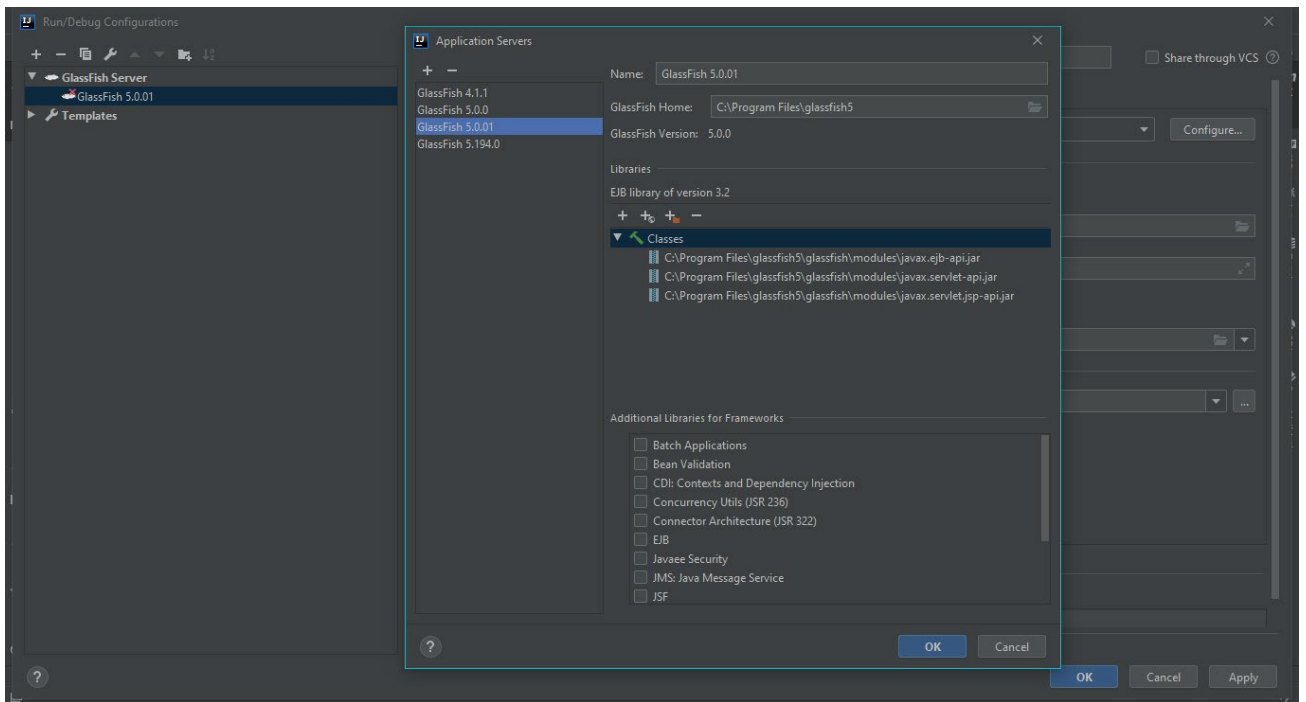 Run/Debug Configurations
GlassFish Server
GlassFish 5.0.01
Templates
Share through VCS
Configure...
Application Servers
GlassFish 4.1.1
GlassFish 5.0.0
GlassFish 5.0.01
GlassFish 5.194.0
Name: GlassFish 5.0.01
GlassFish Home: C:\Program Files\glassfish5
GlassFish Version: 5.0.0
Libraries
EJB library of version 3.2
Classes
C:\Program Files\glassfish5\glassfish\modules\javax.ejb-api.jar
C:\Program Files\glassfish5\glassfish\modules\javax.servlet-api.jar
C:\Program Files\glassfish5\glassfish\modules\javax.servlet.jsp-api.jar
Additional Libraries for Frameworks
Batch Applications
Bean Validation
CDI: Contexts and Dependency Injection
Concurrency Utils (JSR 236)
Connector Architecture (JSR 322)
EJB
Javaee Security
JMS: Java Message Service
JSF
? OK Cancel
...
? OK Cancel Apply